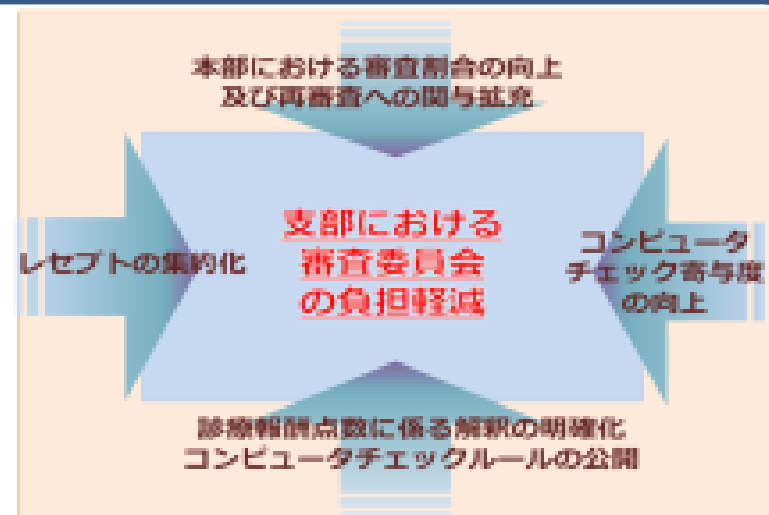 本部における審査割合の向上
及び再審査への関与拡充
レセプトの集約化
支部における
審査委員会
の負担軽減
コンピュータ
チェック寄与度
の向上
診療報酬点数に係る解釈の明確化
コンピュータチェックルールの公開